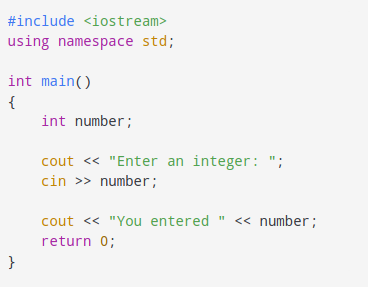 #include <iostream>
using namespace std;

int main()
{
    int number;

    cout << "Enter an integer: ";
    cin >> number;

    cout << "You entered " << number;
    return 0;
}